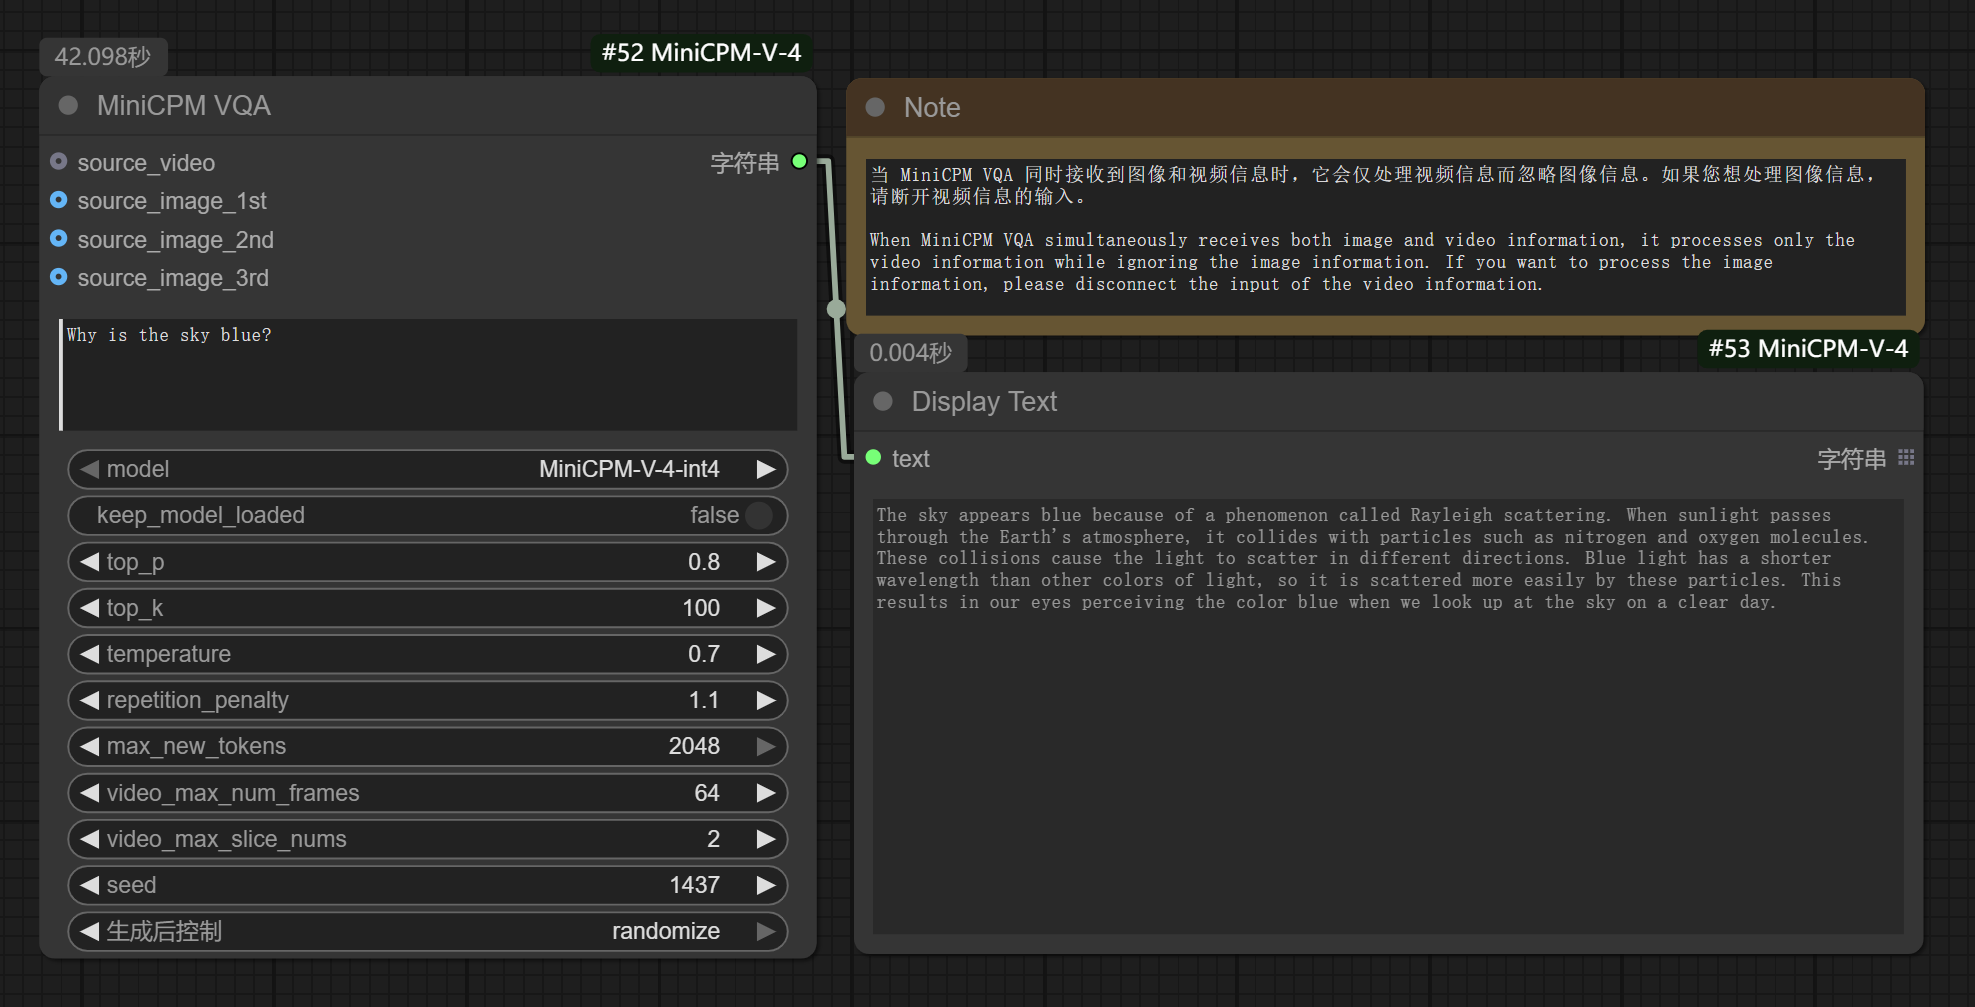 42.098秒
#52 MiniCPM-V-4
MiniCPM VQA
source_video
字符串
source_image_1st
source_image_2nd
source_image_3rd
Why is the sky blue?
model MiniCPM-V-4-int4
keep_model_loaded false
top_p 0.8
top_k 100
temperature 0.7
repetition_penalty 1.1
max_new_tokens 2048
video_max_num_frames 64
video_max_slice_nums 2
seed 1437
生成后控制 randomize
Note
当 MiniCPM VQA 同时接收到图像和视频信息时，它会仅处理视频信息而忽略图像信息。如果您想处理图像信息，
请断开视频信息的输入。
When MiniCPM VQA simultaneously receives both image and video information, it processes only the
video information while ignoring the image information. If you want to process the image
information, please disconnect the input of the video information.
0.004秒
#53 MiniCPM-V-4
Display Text
text
字符串
The sky appears blue because of a phenomenon called Rayleigh scattering. When sunlight passes
through the Earth's atmosphere, it collides with particles such as nitrogen and oxygen molecules.
These collisions cause the light to scatter in different directions. Blue light has a shorter
wavelength than other colors of light, so it is scattered more easily by these particles. This
results in our eyes perceiving the color blue when we look up at the sky on a clear day.